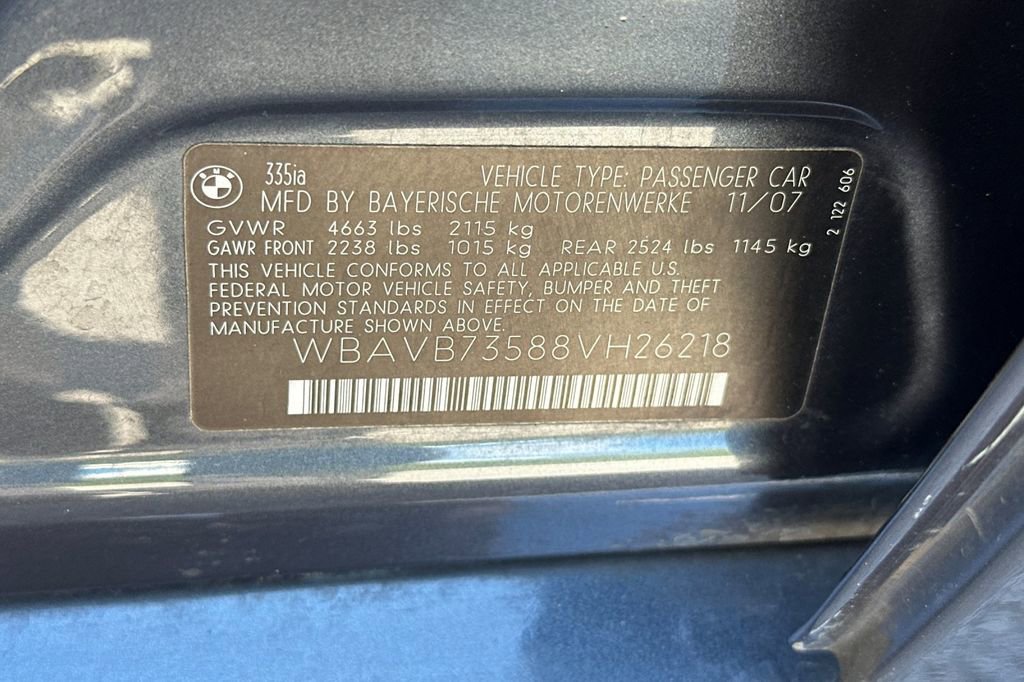 BMW
335ia
VEHICLE TYPE: PASSENGER CAR
MFD BY BAYERISCHE MOTORENWERKE 11/07
GVWR 4663 lbs 2115 kg
GAWR FRONT 2238 lbs 1015 kg REAR 2524 lbs 1145 kg
THIS VEHICLE CONFORMS TO ALL APPLICABLE U.S.
FEDERAL MOTOR VEHICLE SAFETY, BUMPER AND THEFT
PREVENTION STANDARDS IN EFFECT ON THE DATE OF
MANUFACTURE SHOWN ABOVE.
WBAVB73588VH26218
2 122 606